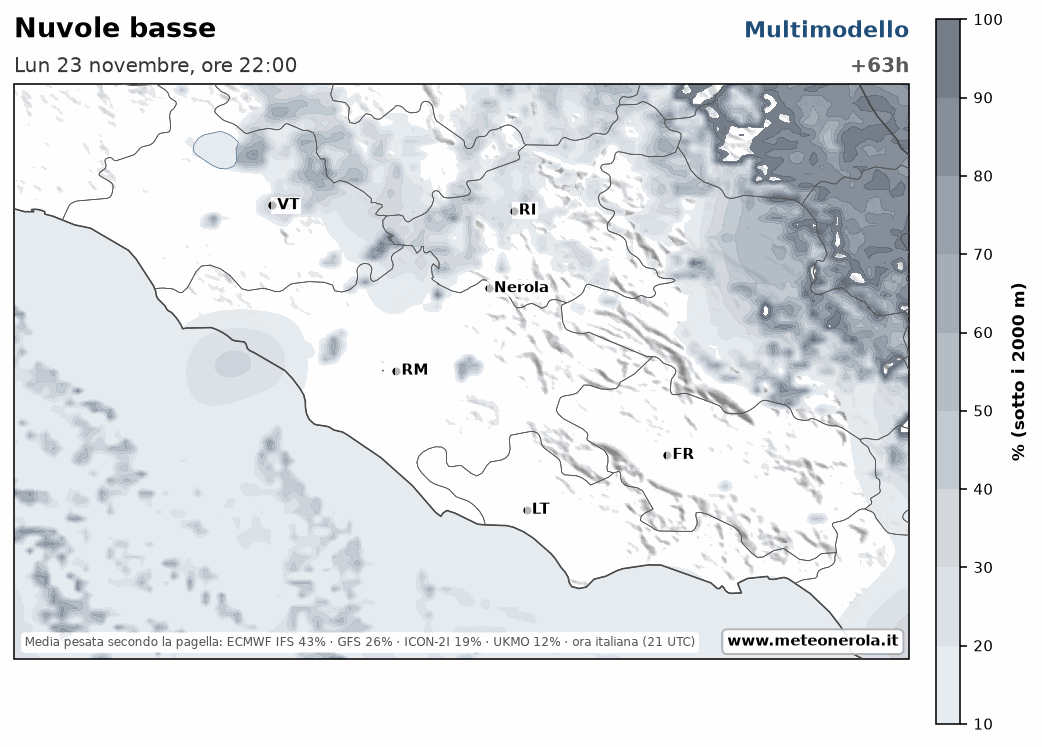 Nuvole basse
Multimodello
Lun 23 novembre, ore 22:00
+63h
VT
RI
Nerola
RM
FR
LT
Media pesata secondo la pagella: ECMWF IFS 43% · GFS 26% · ICON-2I 19% · UKMO 12% · ora italiana (21 UTC)
www.meteonerola.it
100
90
80
70
60
50
40
30
20
10
% (sotto i 2000 m)